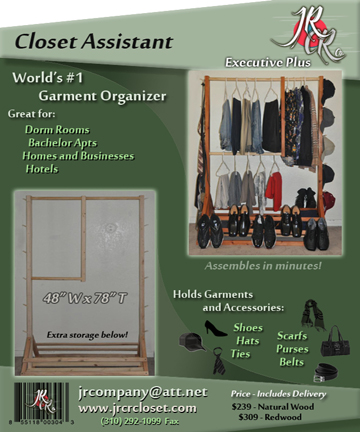 Closet Assistant
JR
CR Co
Executive Plus
World's #1
Garment Organizer
Great for:
Dorm Rooms
Bachelor Apts
Homes and Businesses
Hotels
Assembles in minutes!
48" W x 78" T
Extra storage below!
Holds Garments
and Accessories:
Shoes
Hats
Ties
Scarfs
Purses
Belts
jrcompany@att.net
www.jrcrcloset.com
(310) 292-1099 Fax
Price - Includes Delivery
$239 - Natural Wood
$309 - Redwood
8 55118 00304 3